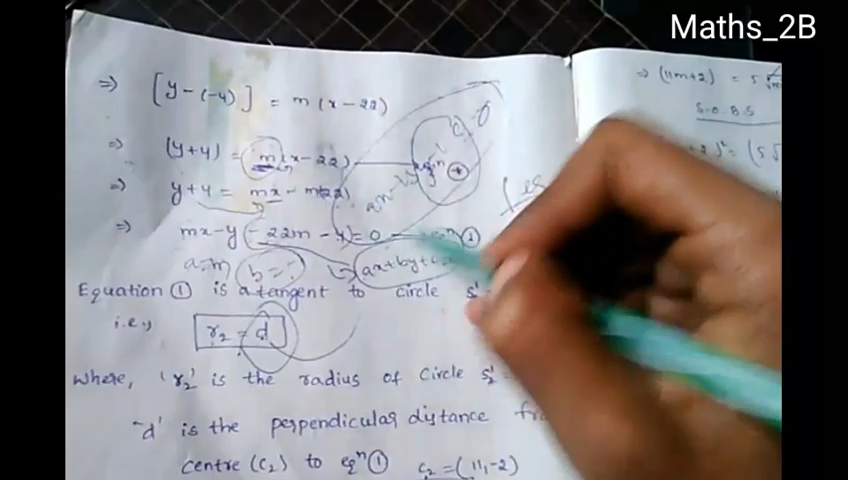 Maths_2B
⇒ [y-(-4)] = m(x-22)
⇒ (y+4) = m(x-22) eqⁿ *
⇒ y+4 = mx - m(22)
⇒ mx-y -22m -4 = 0 eqⁿ ①
a=m b=-1 ax+by+c
Equation ① is a tangent to circle S'
i.e., r₂ = d
Where, 'r₂' is the radius of circle S₂' =
'd' is the perpendicular distance
centre (C₂) to eqⁿ ① C₂ = (11,-2)
⇒ (11m+2) = 5
S.O.B.S